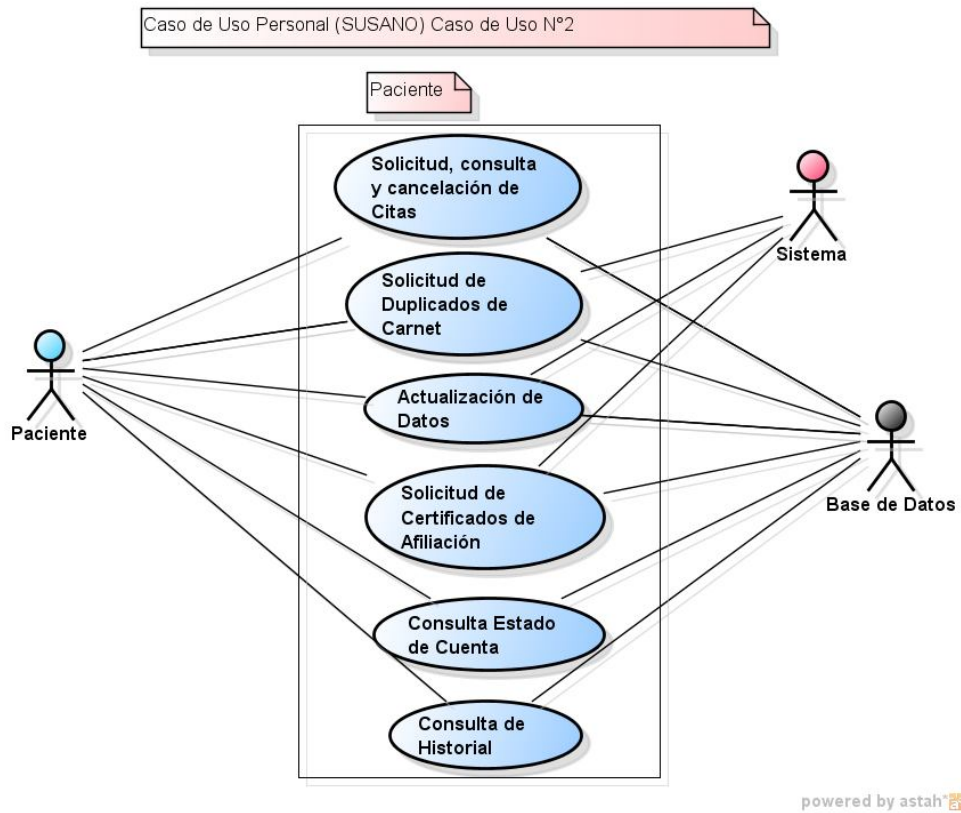 Caso de Uso Personal (SUSANO) Caso de Uso N°2
Paciente
Solicitud, consulta
y cancelación de
Citas
Sistema
Solicitud de
Duplicados de
Carnet
Paciente
Actualización de
Datos
Base de Datos
Solicitud de
Certificados de
Afiliación
Consulta Estado
de Cuenta
Consulta de
Historial
powered by astah*